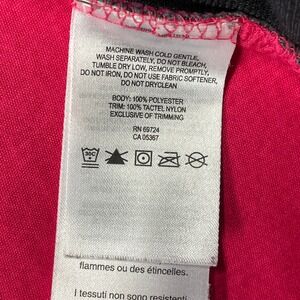 MACHINE WASH COLD GENTLE,
WASH SEPARATELY, DO NOT BLEACH,
TUMBLE DRY LOW, REMOVE PROMPTLY,
DO NOT IRON, DO NOT USE FABRIC SOFTENER,
DO NOT DRYCLEAN
BODY: 100% POLYESTER
TRIM: 100% TACTEL NYLON
EXCLUSIVE OF TRIMMING
RN 69724
CA 05367
30C
flammes ou des étincelles.
I tessuti non sono resistenti